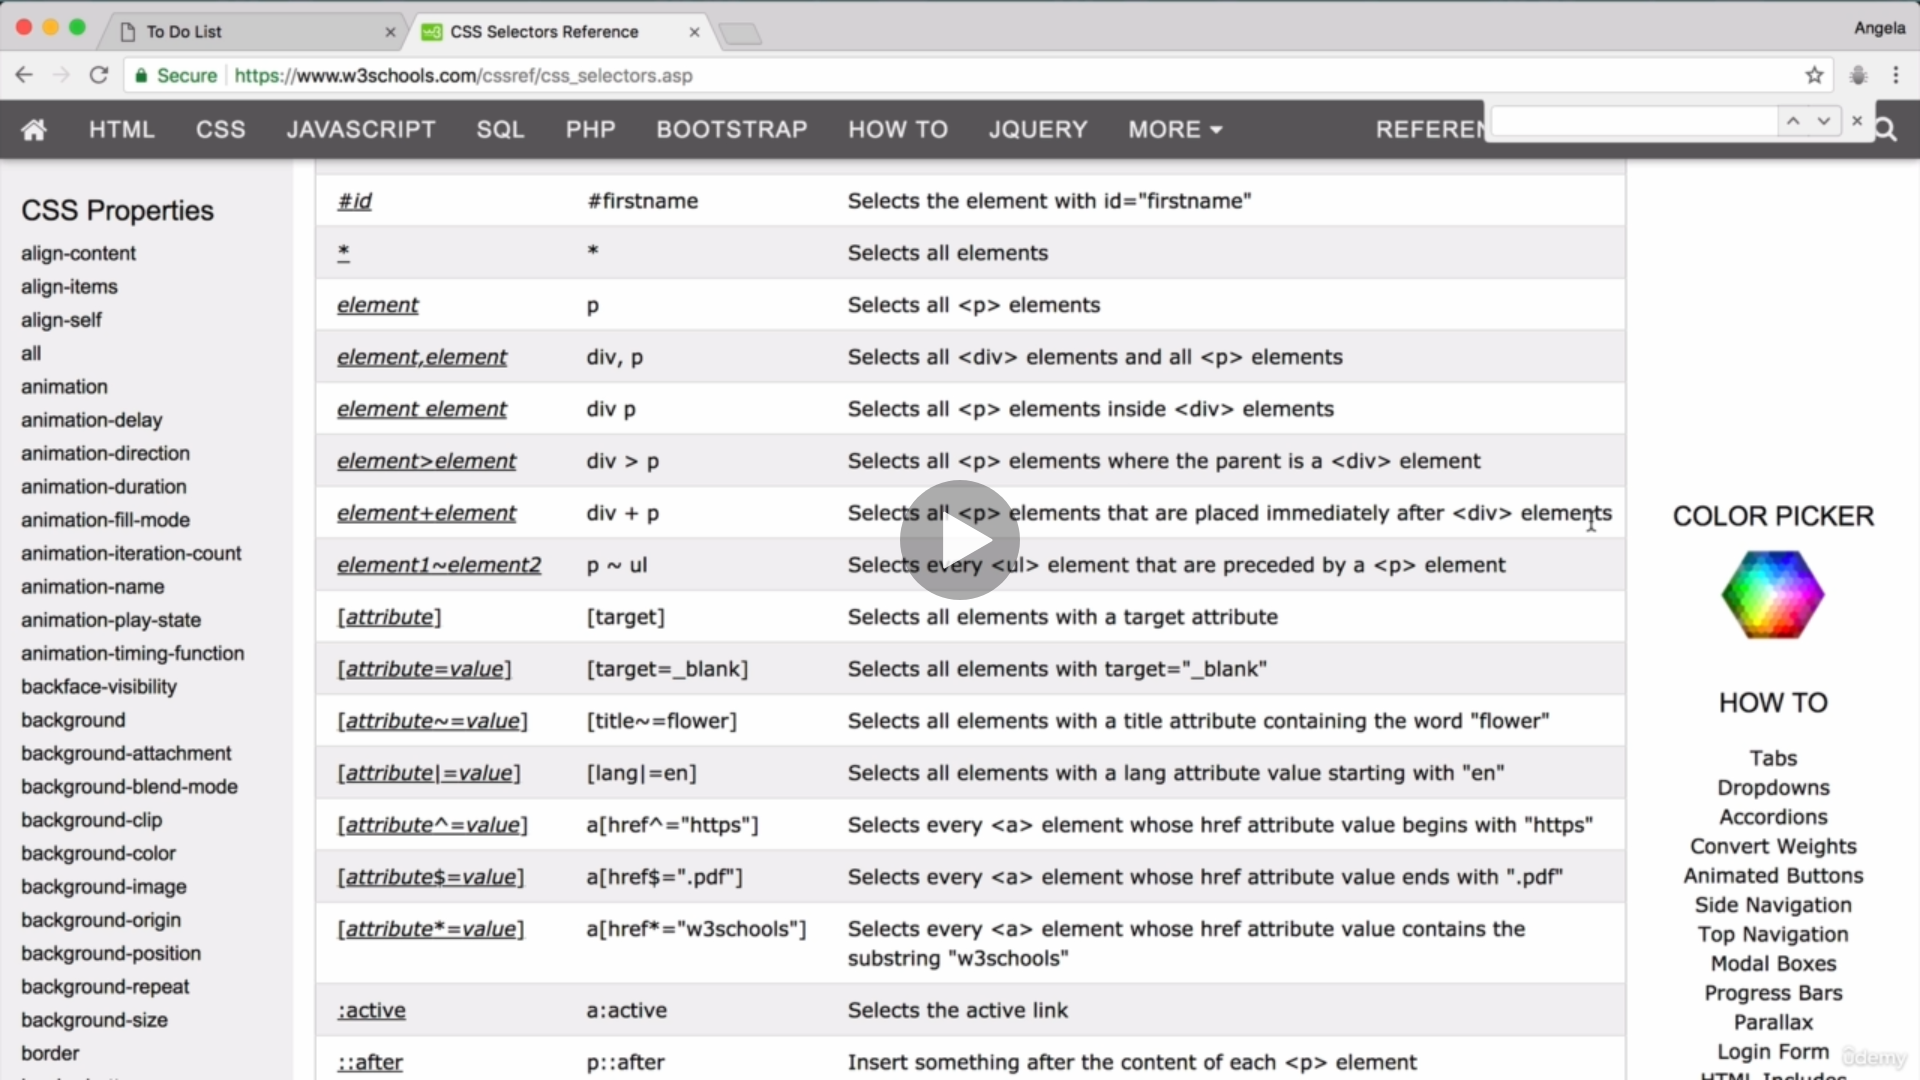 To Do List
CSS Selectors Reference
Angela
Secure https://www.w3schools.com/cssref/css_selectors.asp
HTML CSS JAVASCRIPT SQL PHP BOOTSTRAP HOW TO JQUERY MORE REFEREN
CSS Properties
align-content
align-items
align-self
all
animation
animation-delay
animation-direction
animation-duration
animation-fill-mode
animation-iteration-count
animation-name
animation-play-state
animation-timing-function
backface-visibility
background
background-attachment
background-blend-mode
background-clip
background-color
background-image
background-origin
background-position
background-repeat
background-size
border
#id #firstname Selects the element with id="firstname"
* * Selects all elements
element p Selects all <p> elements
element,element div, p Selects all <div> elements and all <p> elements
element element div p Selects all <p> elements inside <div> elements
element>element div > p Selects all <p> elements where the parent is a <div> element
element+element div + p Selects all <p> elements that are placed immediately after <div> elements
element1~element2 p ~ ul Selects every <ul> element that are preceded by a <p> element
[attribute] [target] Selects all elements with a target attribute
[attribute=value] [target=_blank] Selects all elements with target="_blank"
[attribute~=value] [title~=flower] Selects all elements with a title attribute containing the word "flower"
[attribute|=value] [lang|=en] Selects all elements with a lang attribute value starting with "en"
[attribute^=value] a[href^="https"] Selects every <a> element whose href attribute value begins with "https"
[attribute$=value] a[href$=".pdf"] Selects every <a> element whose href attribute value ends with ".pdf"
[attribute*=value] a[href*="w3schools"] Selects every <a> element whose href attribute value contains the
substring "w3schools"
:active a:active Selects the active link
::after p::after Insert something after the content of each <p> element
COLOR PICKER
HOW TO
Tabs
Dropdowns
Accordions
Convert Weights
Animated Buttons
Side Navigation
Top Navigation
Modal Boxes
Progress Bars
Parallax
Login Form
HTML Includes
udemy